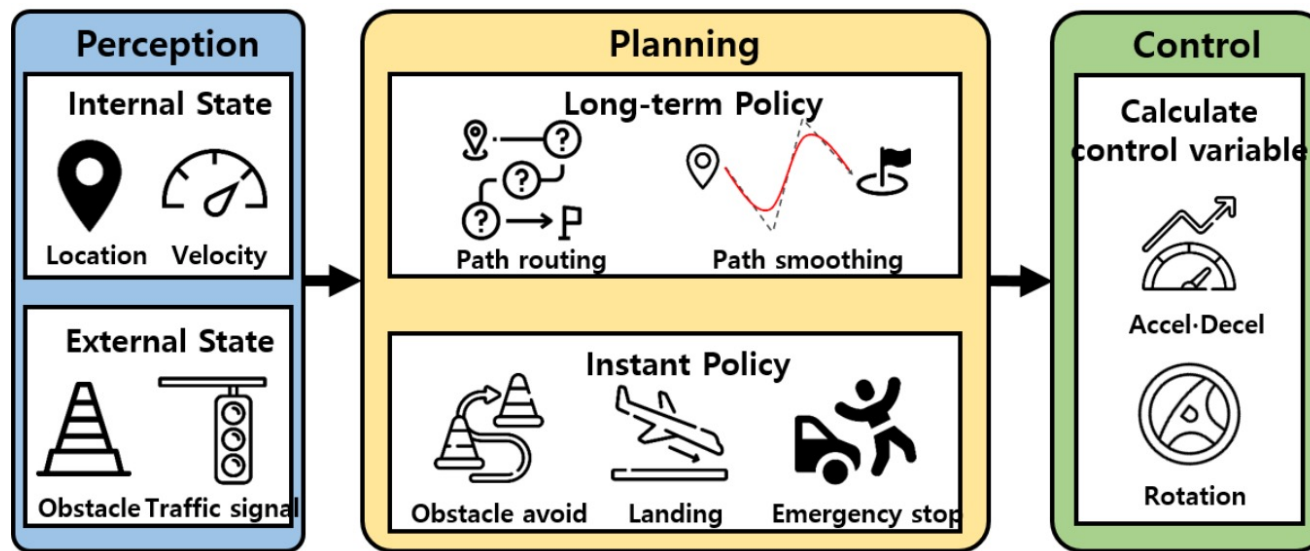 Perception
Internal State
Location Velocity
External State
Obstacle Traffic signal
Planning
Long-term Policy
? ? ?
Path routing Path smoothing
Instant Policy
Obstacle avoid Landing Emergency stop
Control
Calculate
control variable
Accel·Decel
Rotation